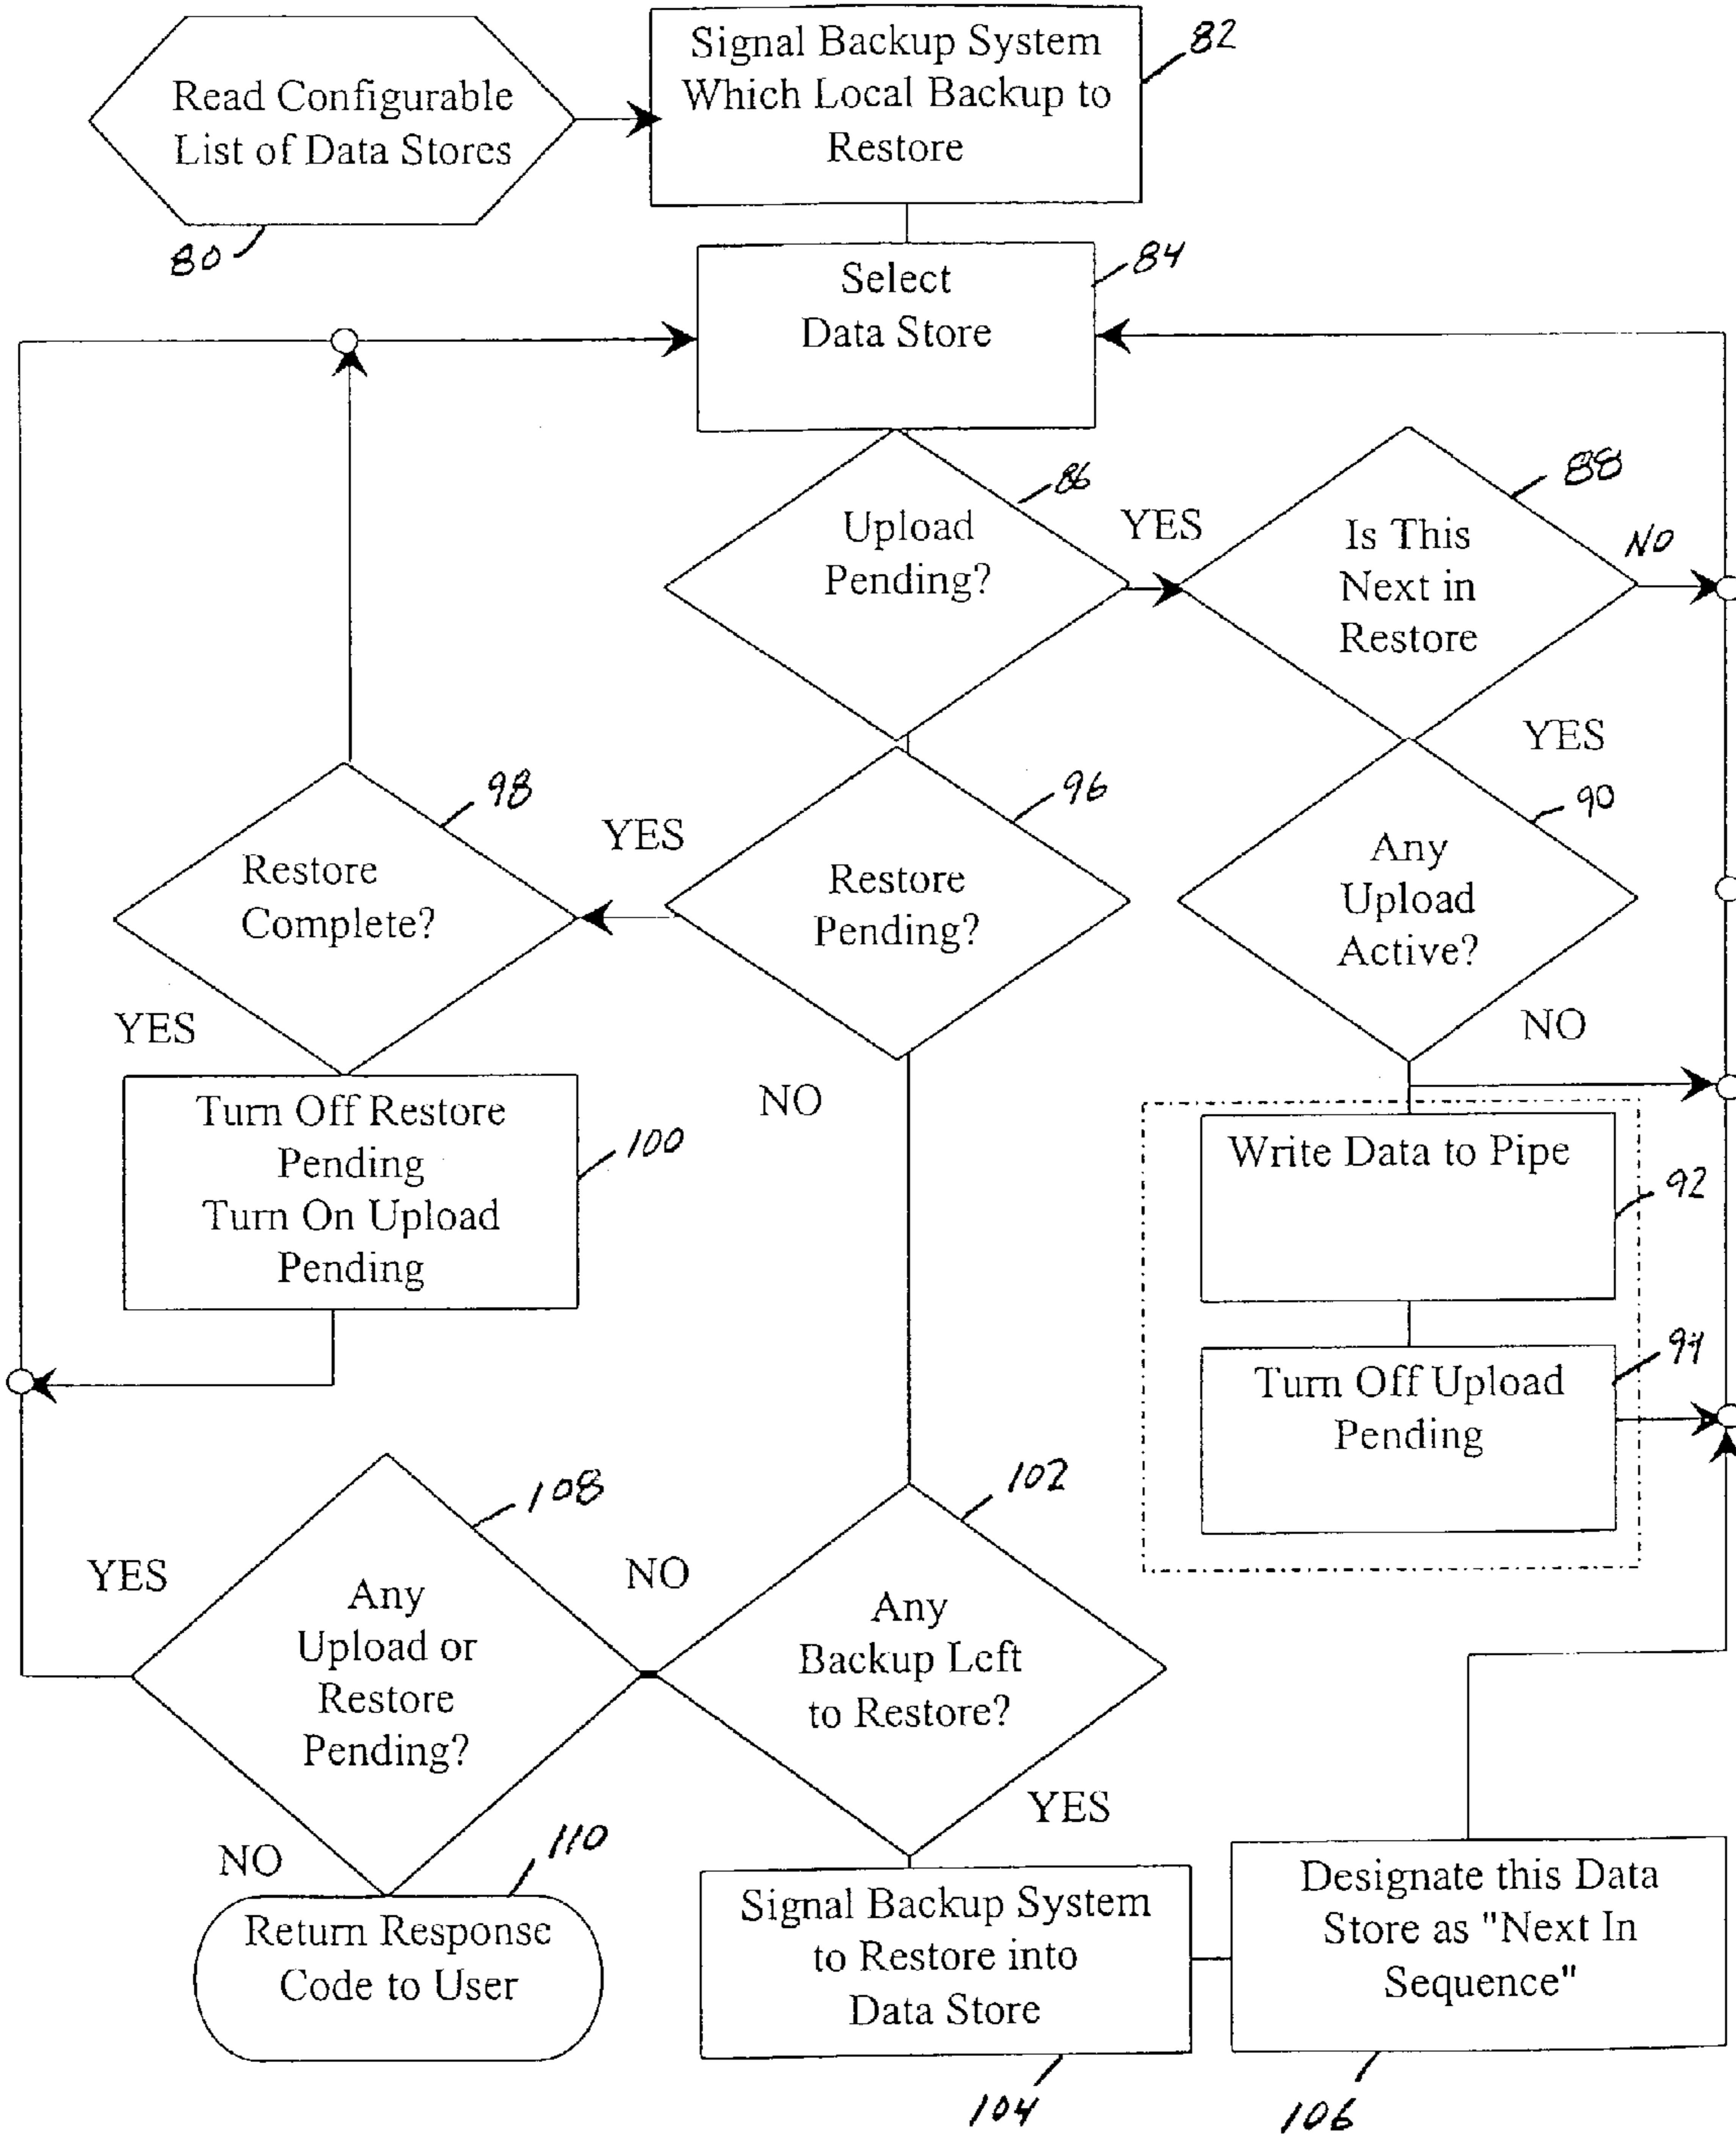 Read Configurable
List of Data Stores
80
Signal Backup System
Which Local Backup to
Restore
82
Select
Data Store
84
Upload
Pending?
86
YES
Is This
Next in
Restore
88
NO
YES
Any
Upload
Active?
90
NO
Write Data to Pipe
92
Turn Off Upload
Pending
94
Restore
Pending?
96
YES
NO
Restore
Complete?
98
YES
Turn Off Restore
Pending
Turn On Upload
Pending
100
Any
Backup Left
to Restore?
102
NO
YES
Any
Upload or
Restore
Pending?
108
YES
NO
Return Response
Code to User
110
Signal Backup System
to Restore into
Data Store
104
Designate this Data
Store as "Next In
Sequence"
106